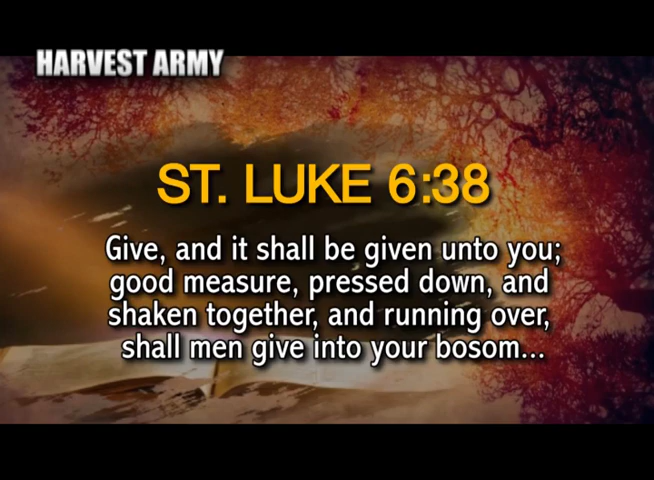 HARVEST ARMY
ST. LUKE 6:38
Give, and it shall be given unto you;
good measure, pressed down, and
shaken together, and running over,
shall men give into your bosom...